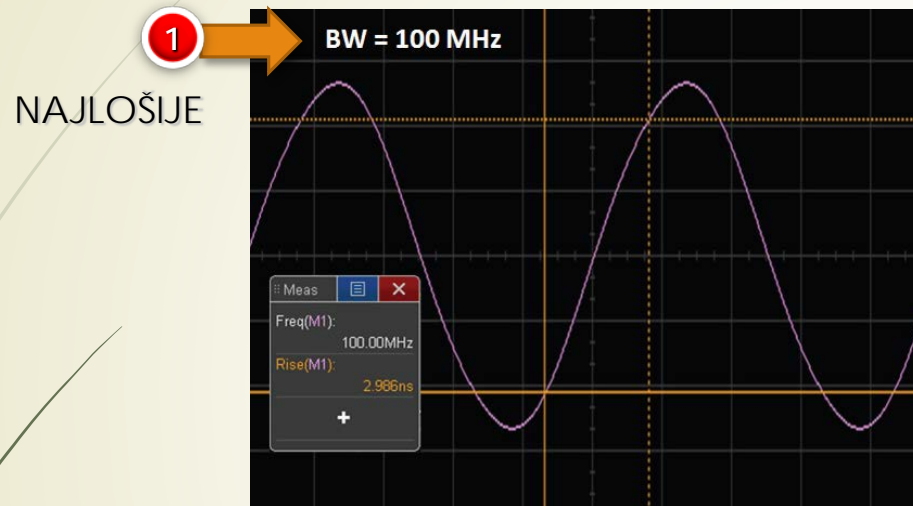 1
BW = 100 MHz
NAJLOŠIJE
Meas
Freq(M1):
100.00MHz
Rise(M1):
2.986ns
+